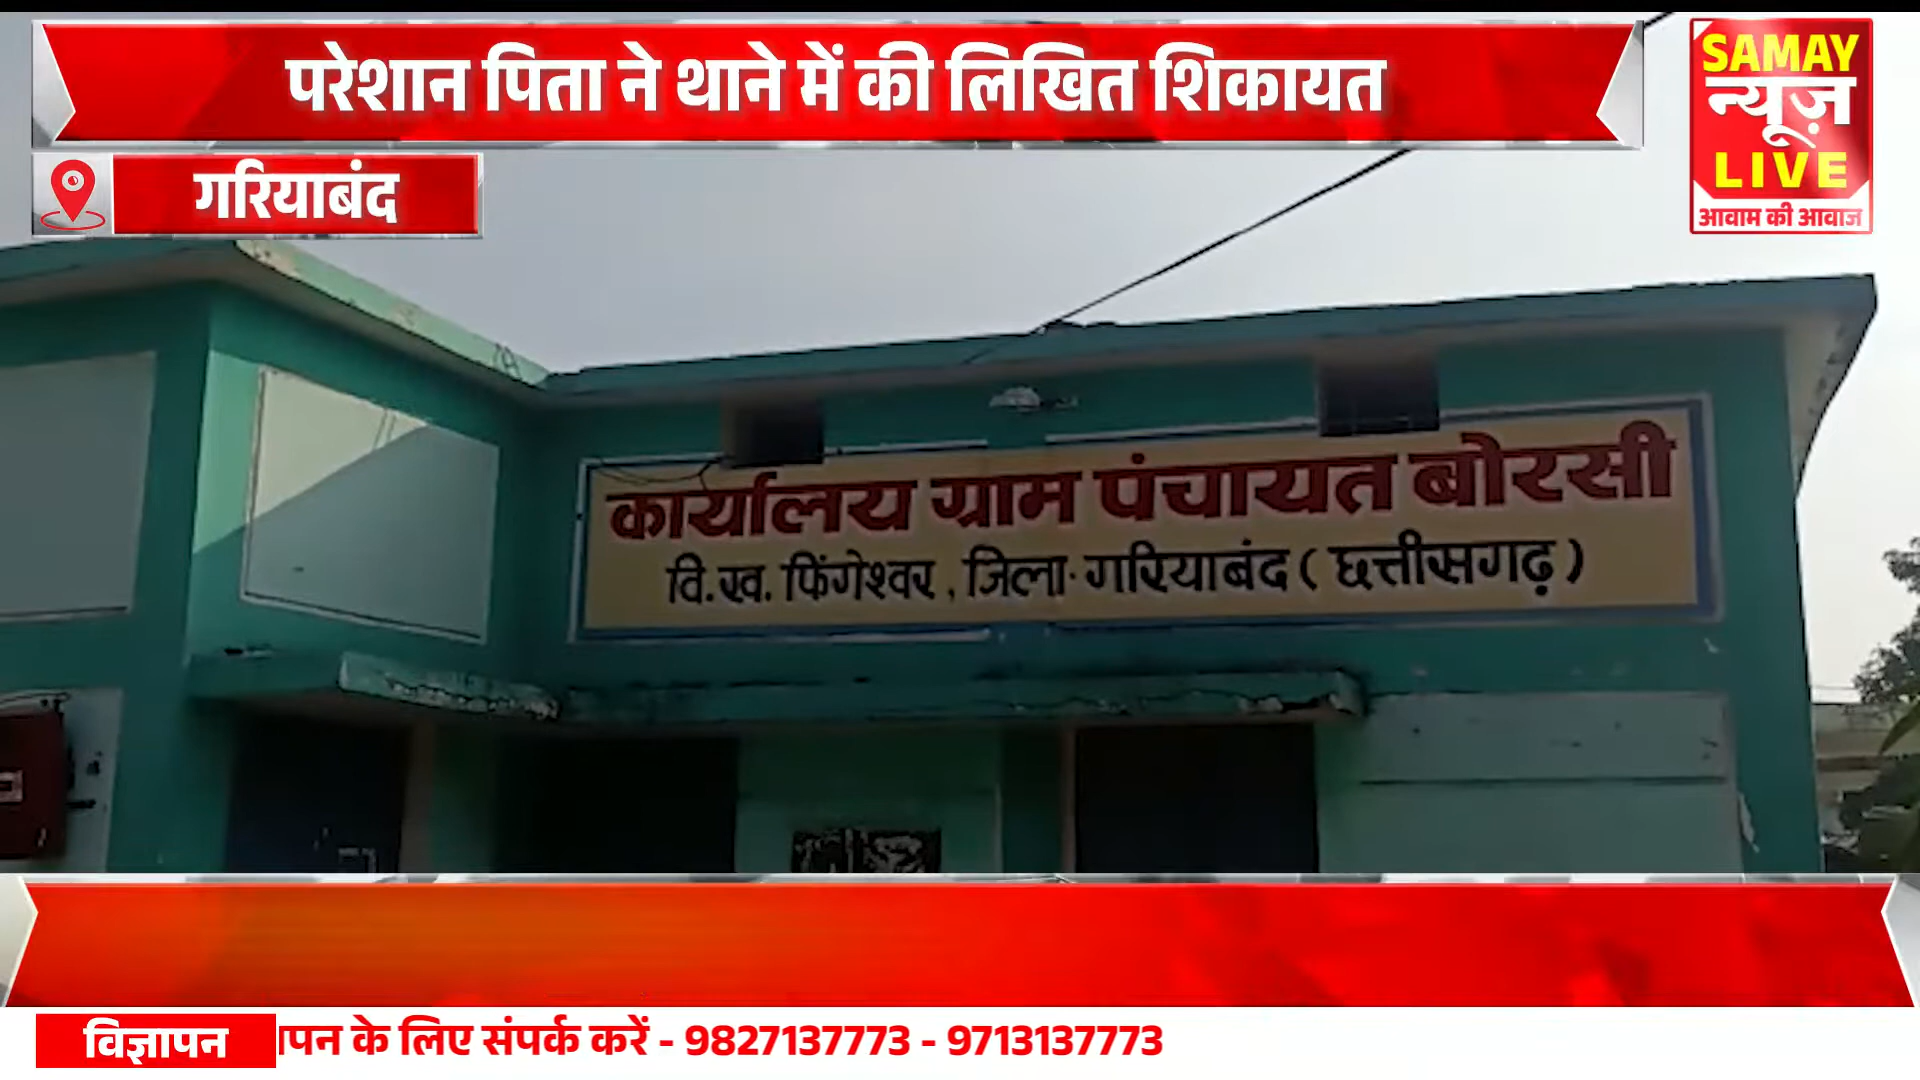 परेशान पिता ने थाने में की लिखित शिकायत
SAMAY
न्यूज़
LIVE
आवाम की आवाज
गरियाबंद
कार्यालय ग्राम पंचायत बोरसी
वि.ख. फिंगेश्वर, जिला-गरियाबंद (छत्तीसगढ़)
विज्ञापन
ापन के लिए संपर्क करें - 9827137773 - 9713137773